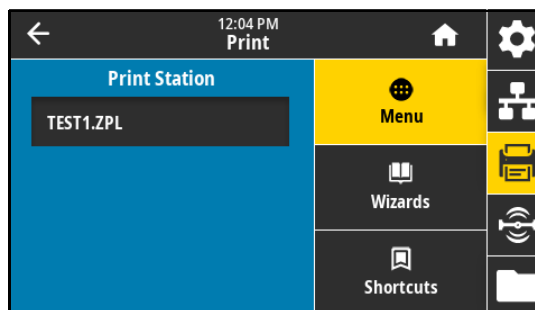 12:04 PM
Print
Print Station
TEST1.ZPL
Menu
Wizards
Shortcuts